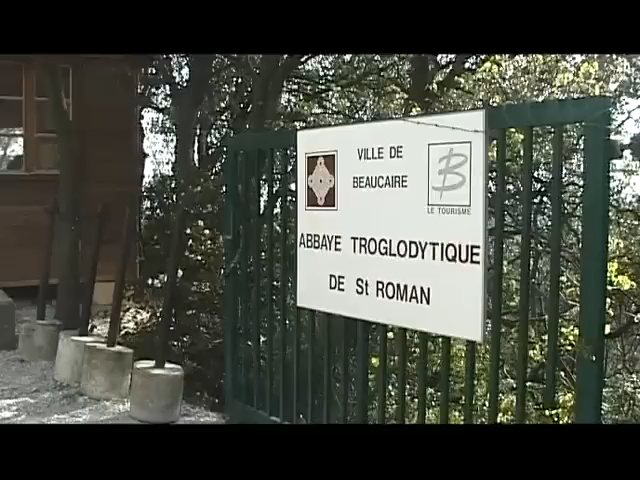 VILLE DE
BEAUCAIRE
B
LE TOURISME
ABBAYE TROGLODYTIQUE
DE St ROMAN